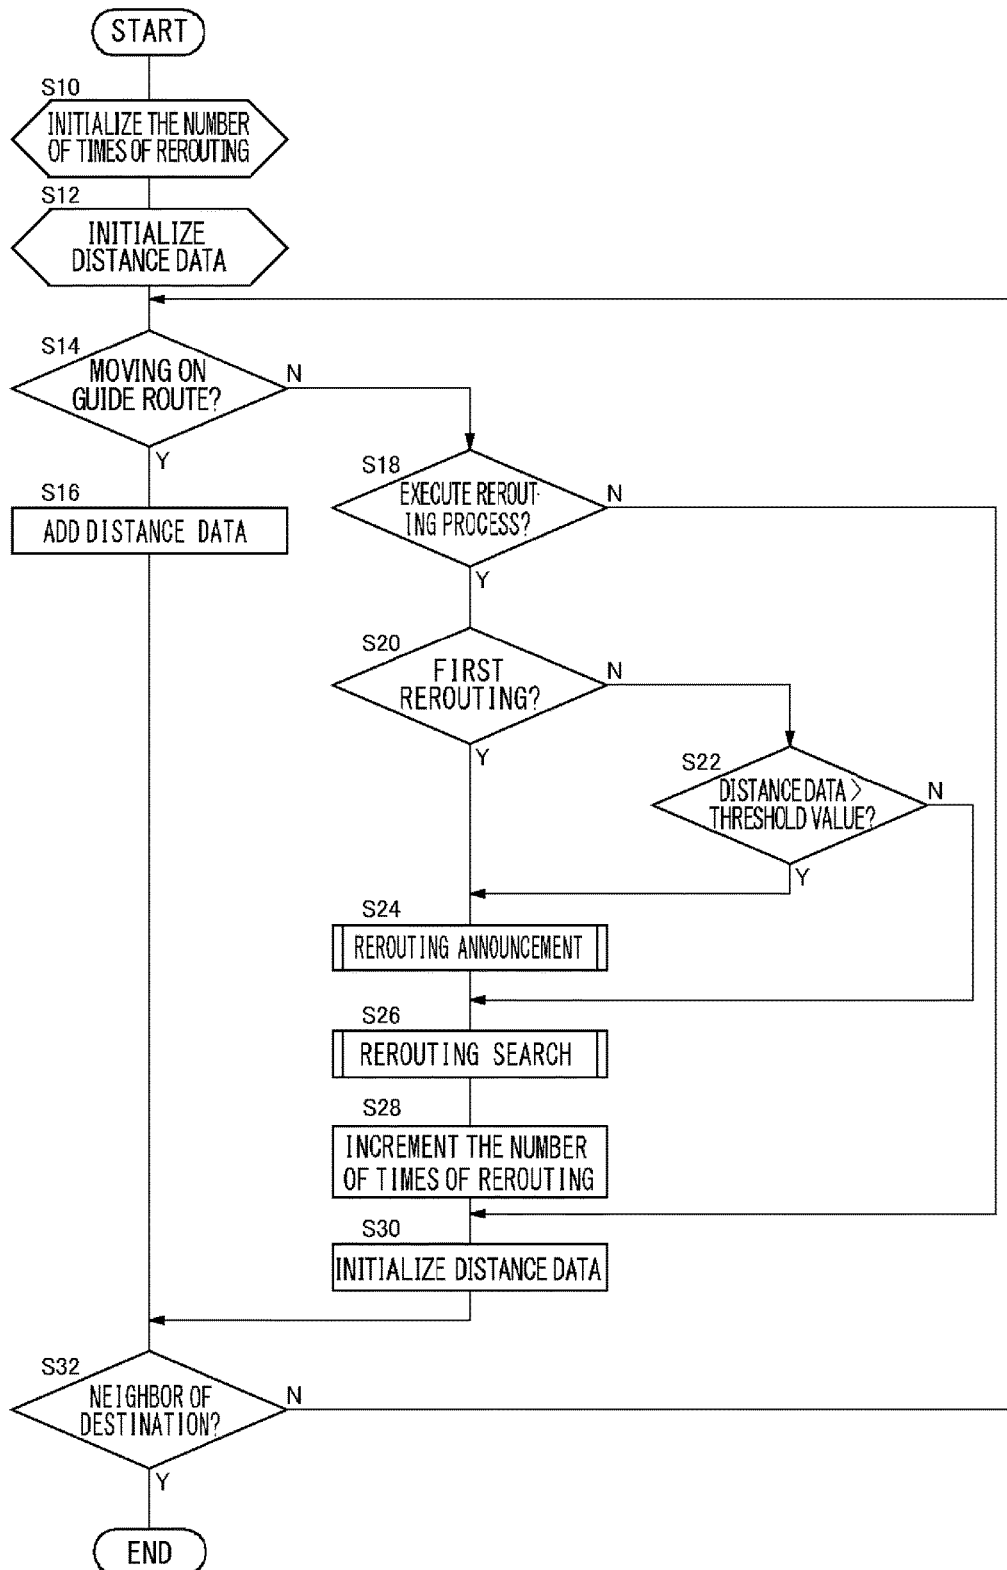 START
S10
INITIALIZE THE NUMBER
OF TIMES OF REROUTING
S12
INITIALIZE
DISTANCE DATA
S14
MOVING ON
GUIDE ROUTE?
N
Y
S16
ADD DISTANCE DATA
S18
EXECUTE REROUT-
ING PROCESS?
N
Y
S20
FIRST
REROUTING?
N
Y
S22
DISTANCE DATA >
THRESHOLD VALUE?
N
Y
S24
REROUTING ANNOUNCEMENT
S26
REROUTING SEARCH
S28
INCREMENT THE NUMBER
OF TIMES OF REROUTING
S30
INITIALIZE DISTANCE DATA
S32
NEIGHBOR OF
DESTINATION?
N
Y
END